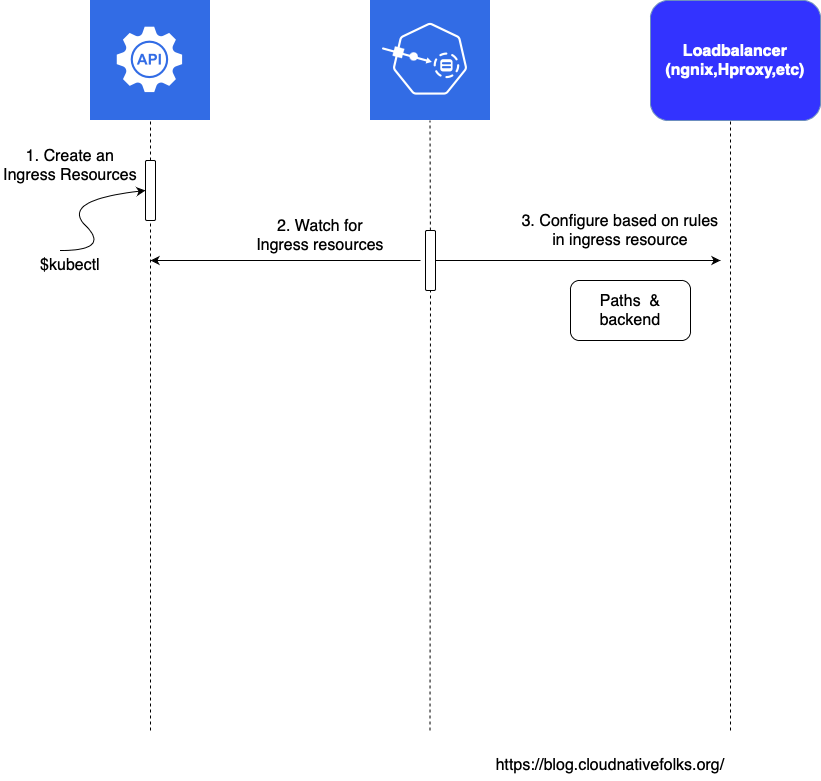 API
Loadbalancer
(ngnix,Hproxy,etc)
1. Create an
Ingress Resources
$kubectl
2. Watch for
Ingress resources
3. Configure based on rules
in ingress resource
Paths &
backend
https://blog.cloudnativefolks.org/